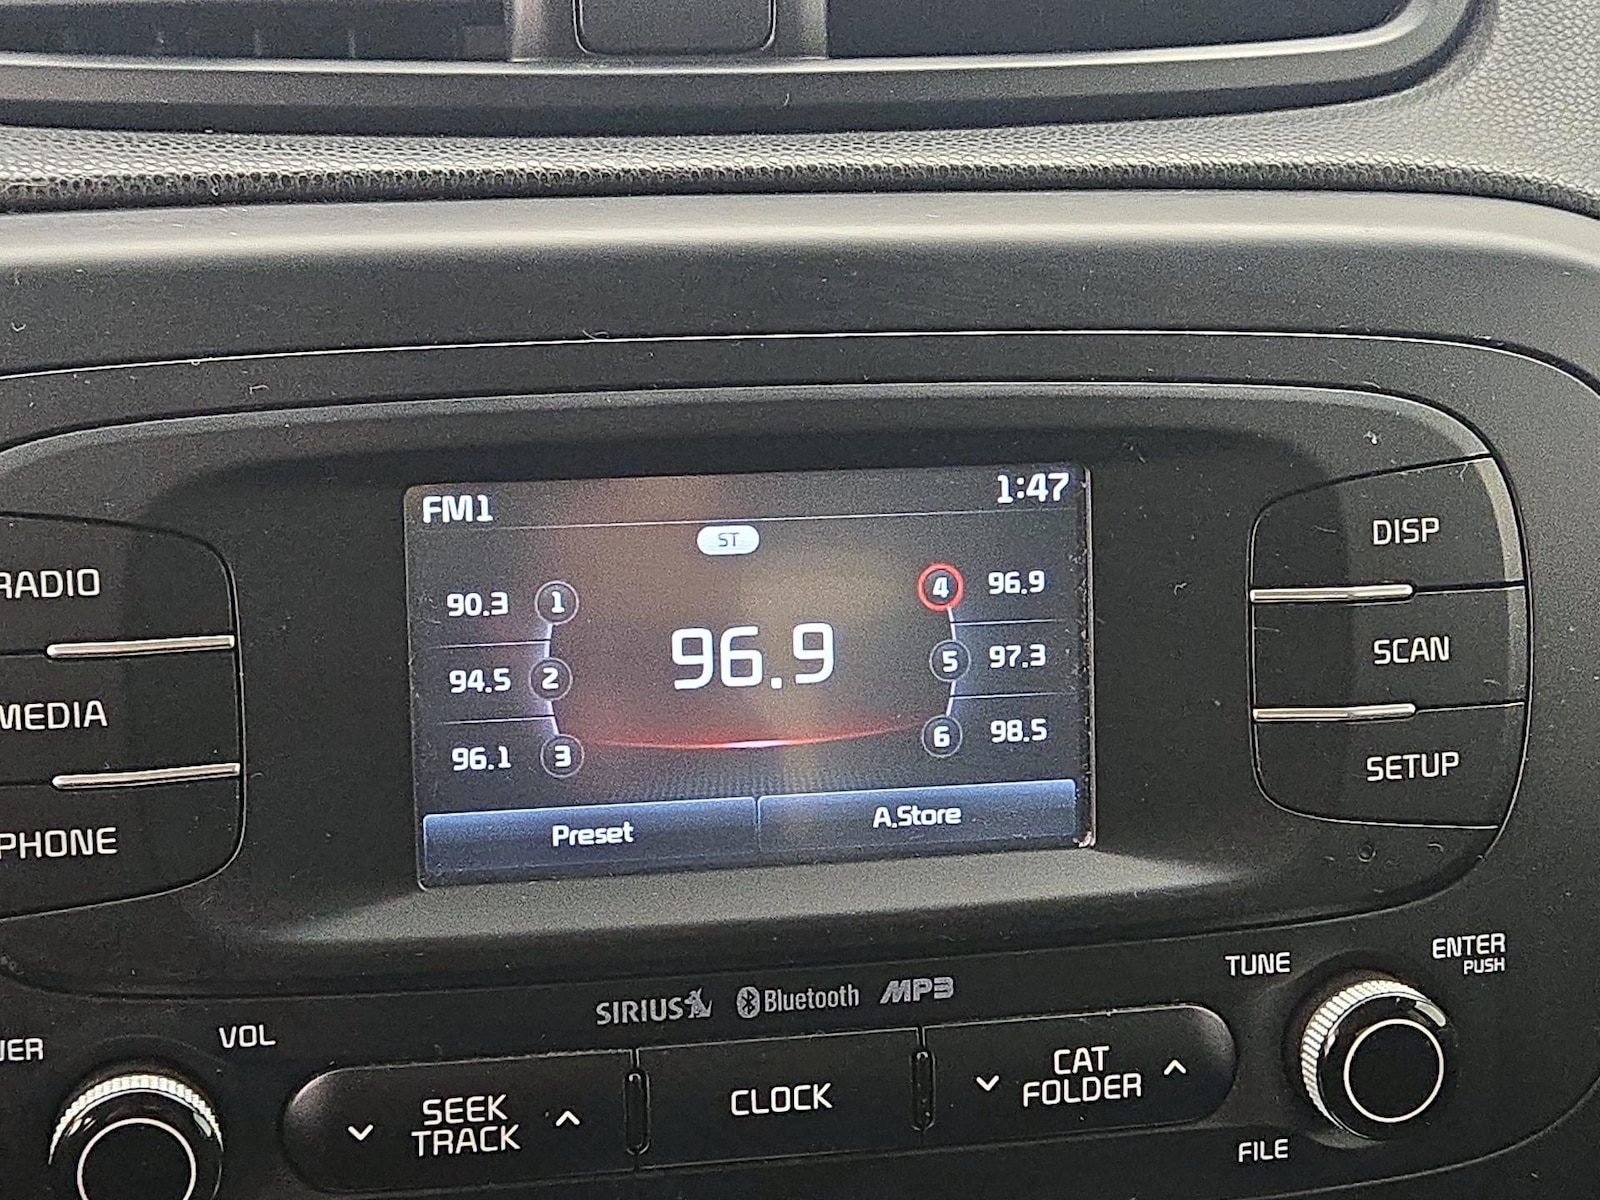 FM1
1:47
ST
90.3 1
94.5 2
96.1 3
96.9
4 96.9
5 97.3
6 98.5
Preset
A.Store
RADIO
MEDIA
PHONE
DISP
SCAN
SETUP
SIRIUS
Bluetooth
MP3
VOL
SEEK
TRACK
CLOCK
CAT
FOLDER
TUNE
ENTER
PUSH
FILE